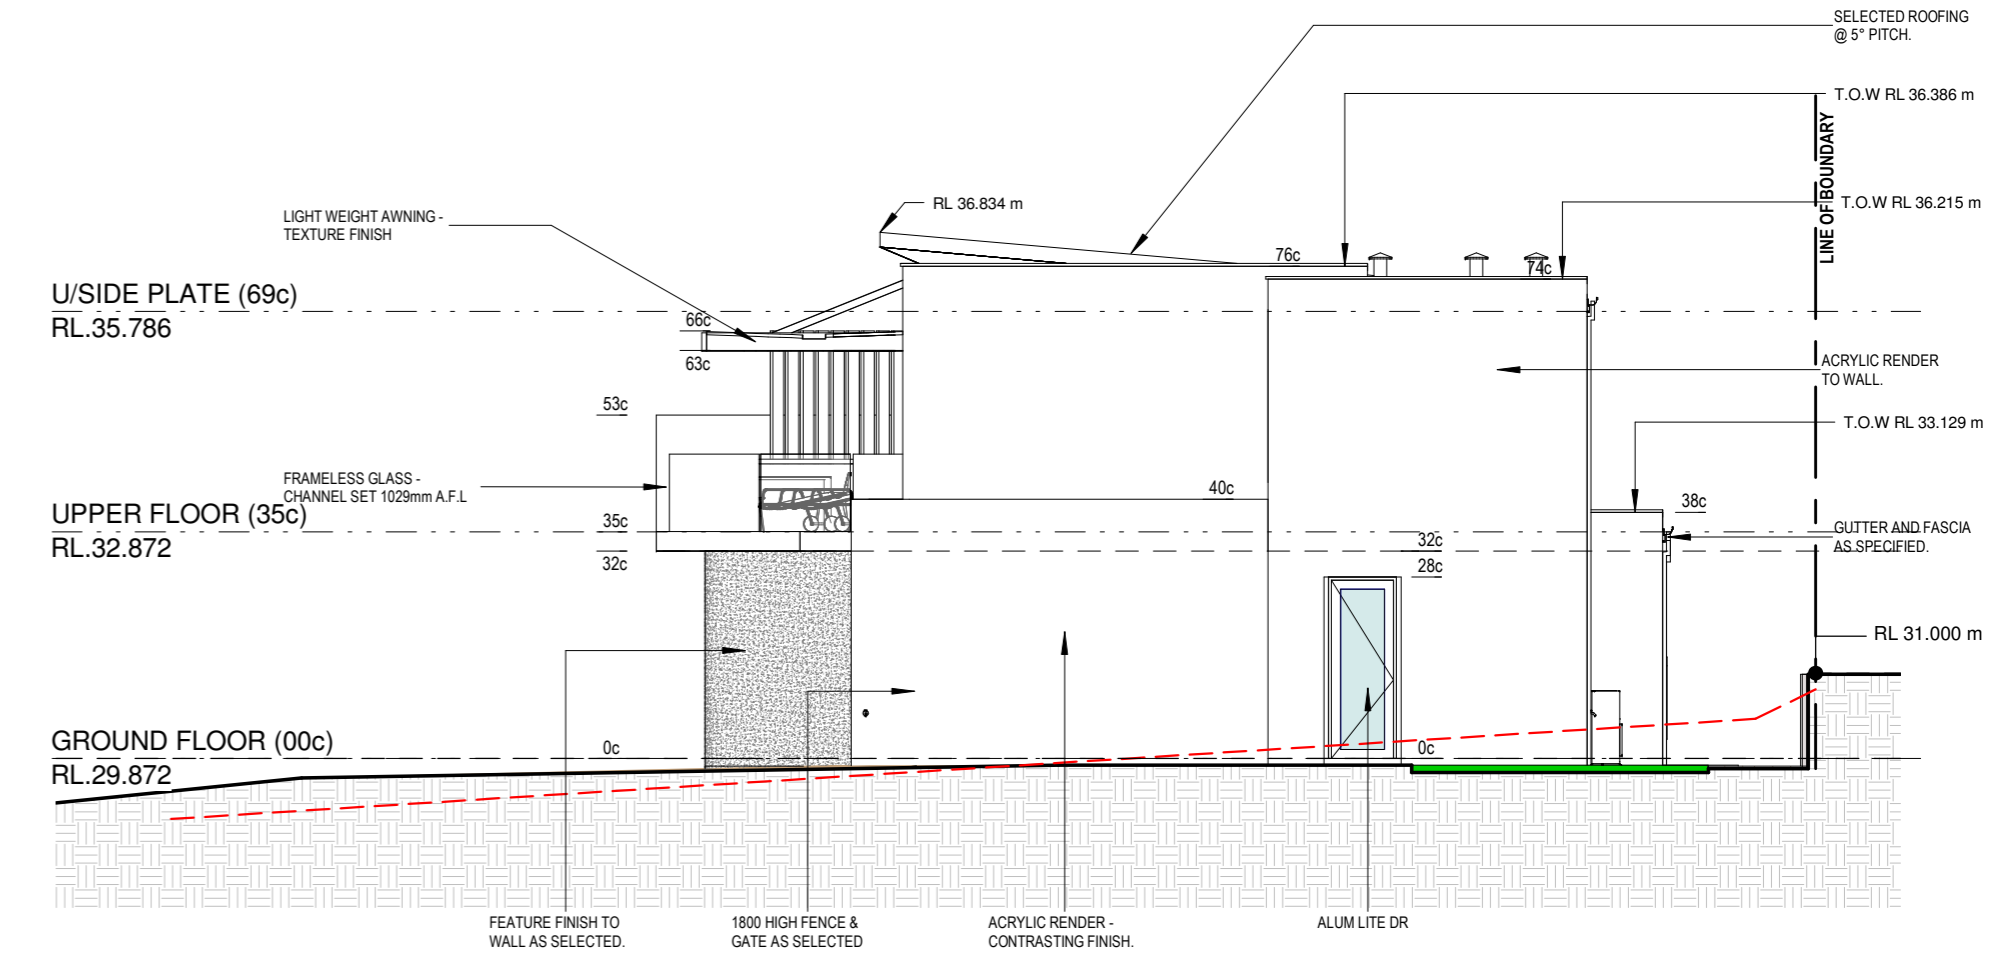 SELECTED ROOFING
@ 5° PITCH.
T.O.W RL 36.386 m
LINE OF BOUNDARY
T.O.W RL 36.215 m
RL 36.834 m
LIGHT WEIGHT AWNING -
TEXTURE FINISH
76c
74c
U/SIDE PLATE (69c)
RL.35.786
66c
63c
ACRYLIC RENDER
TO WALL.
53c
T.O.W RL 33.129 m
FRAMELESS GLASS -
CHANNEL SET 1029mm A.F.L
40c
38c
UPPER FLOOR (35c)
RL.32.872
35c
32c
32c
28c
GUTTER AND FASCIA
AS SPECIFIED.
RL 31.000 m
GROUND FLOOR (00c)
RL.29.872
0c
0c
FEATURE FINISH TO
WALL AS SELECTED.
1800 HIGH FENCE &
GATE AS SELECTED
ACRYLIC RENDER -
CONTRASTING FINISH.
ALUM LITE DR